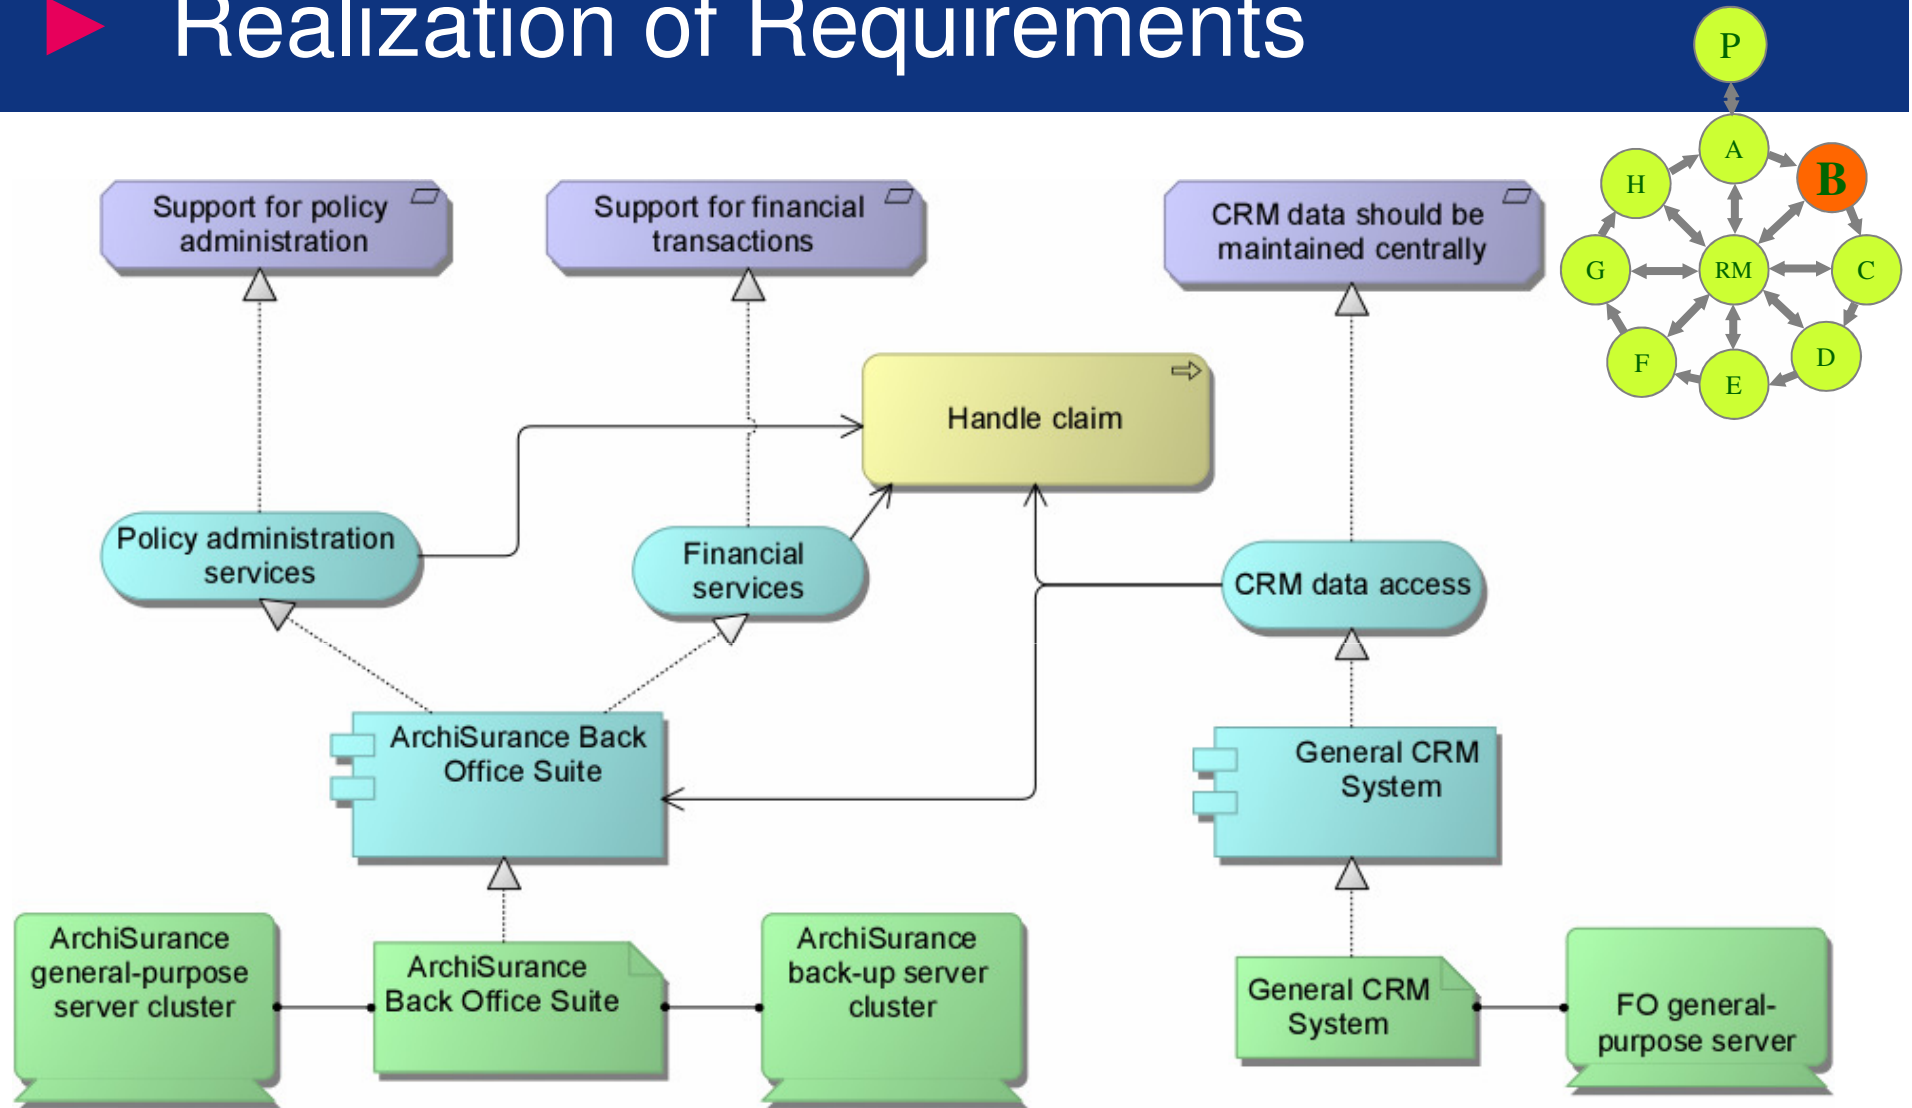 Realization of Requirements
P
A
B
H
G
RM
C
F
E
D
Support for policy
administration
Support for financial
transactions
CRM data should be
maintained centrally
Handle claim
Policy administration
services
Financial
services
CRM data access
ArchiSurance Back
Office Suite
General CRM
System
ArchiSurance
general-purpose
server cluster
ArchiSurance
Back Office Suite
ArchiSurance
back-up server
cluster
General CRM
System
FO general-
purpose server